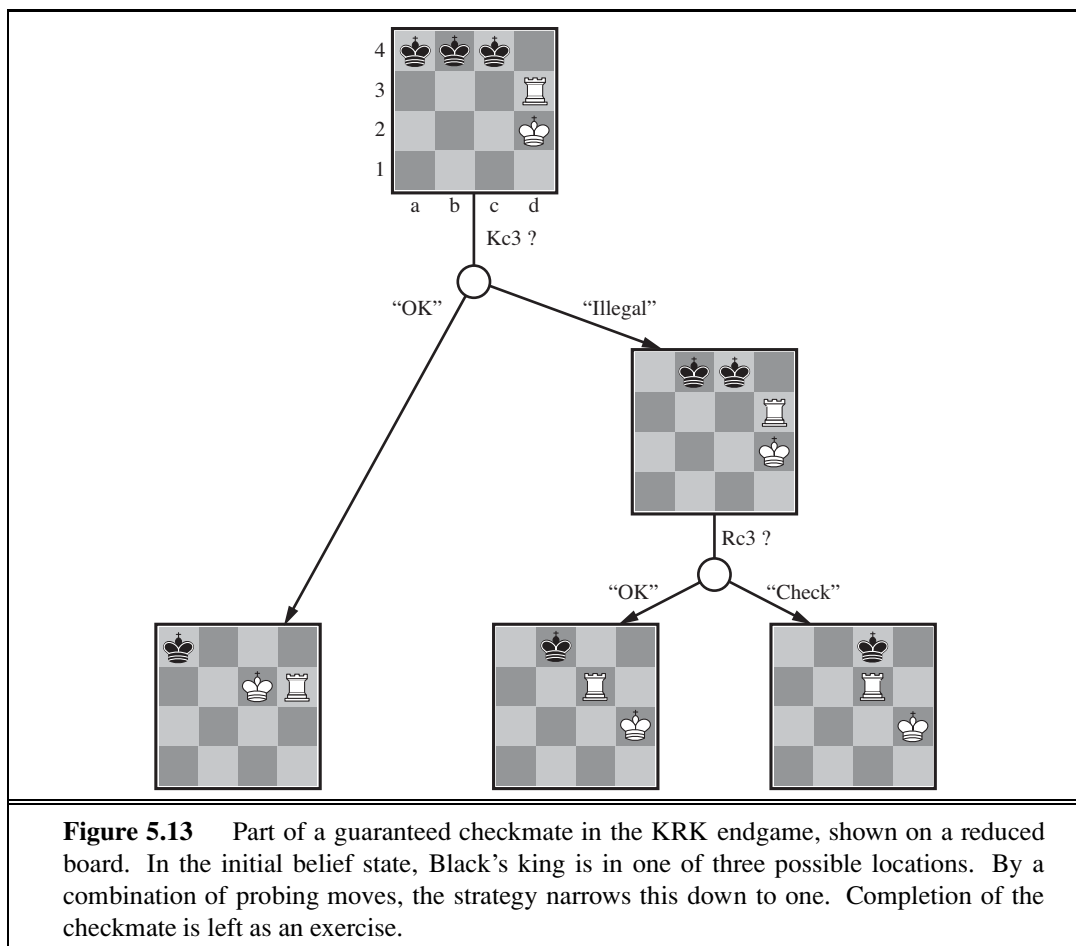 4
3
2
1
a b c d
Kc3 ?
“OK” “Illegal”
Rc3 ?
“OK” “Check”
Figure 5.13 Part of a guaranteed checkmate in the KRK endgame, shown on a reduced
board. In the initial belief state, Black’s king is in one of three possible locations. By a
combination of probing moves, the strategy narrows this down to one. Completion of the
checkmate is left as an exercise.